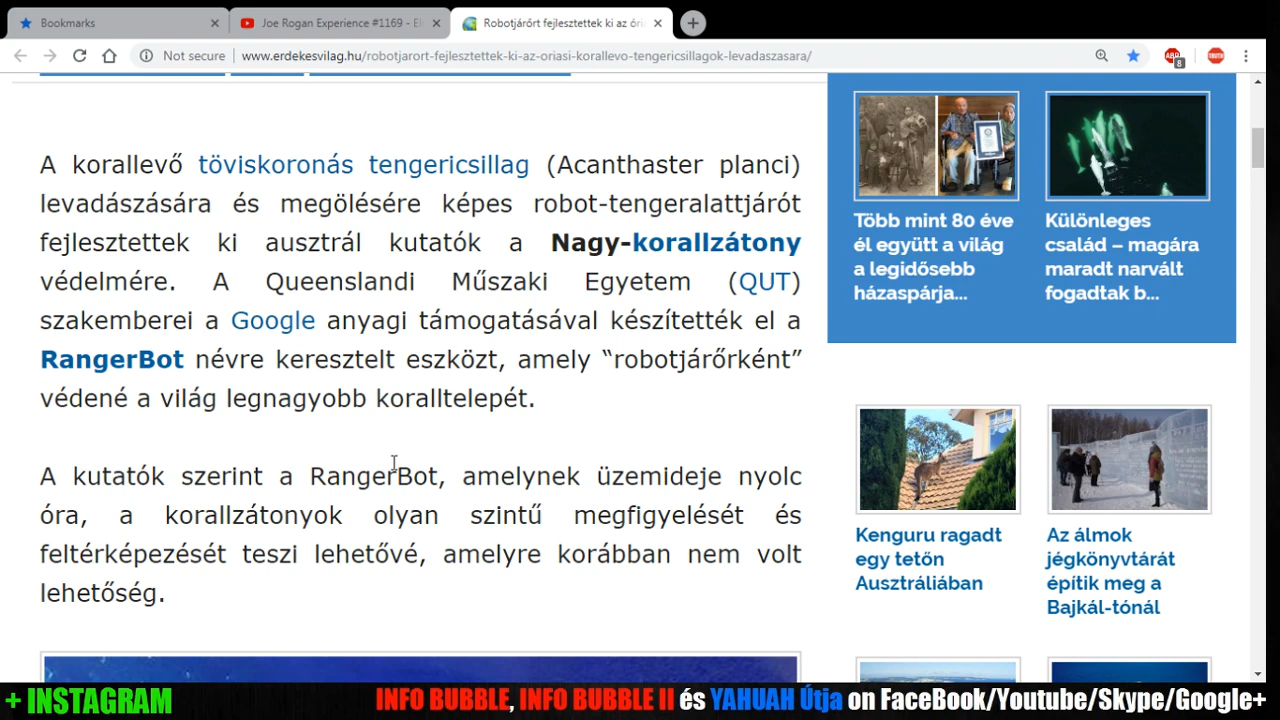 Bookmarks
Joe Rogan Experience #1169 - El
Robotjárőrt fejlesztettek ki az óri
Not secure
www.erdekesvilag.hu/robotjarort-fejlesztettek-ki-az-oriasi-korallevo-tengericsillagok-levadaszasara/
ABP
8
TRUTH
A korallevő töviskoronás tengericsillag (Acanthaster planci)
levadászására és megölésére képes robot-tengeralattjárót
fejlesztettek ki ausztrál kutatók a Nagy-korallzátony
védelmére. A Queenslandi Műszaki Egyetem (QUT)
szakemberei a Google anyagi támogatásával készítették el a
RangerBot névre keresztelt eszközt, amely “robotjárőrként”
védené a világ legnagyobb koralltelepét.
A kutatók szerint a RangerBot, amelynek üzemideje nyolc
óra, a korallzátonyok olyan szintű megfigyelését és
feltérképezését teszi lehetővé, amelyre korábban nem volt
lehetőség.
Több mint 80 éve
él együtt a világ
a legidősebb
házaspárja...
Különleges
család – magára
maradt narvált
fogadtak b...
Kenguru ragadt
egy tetőn
Ausztráliában
Az álmok
jégkönyvtárát
építik meg a
Bajkál-tónál
+ INSTAGRAM
INFO BUBBLE, INFO BUBBLE II és YAHUAH Útja on FaceBook/Youtube/Skype/Google+